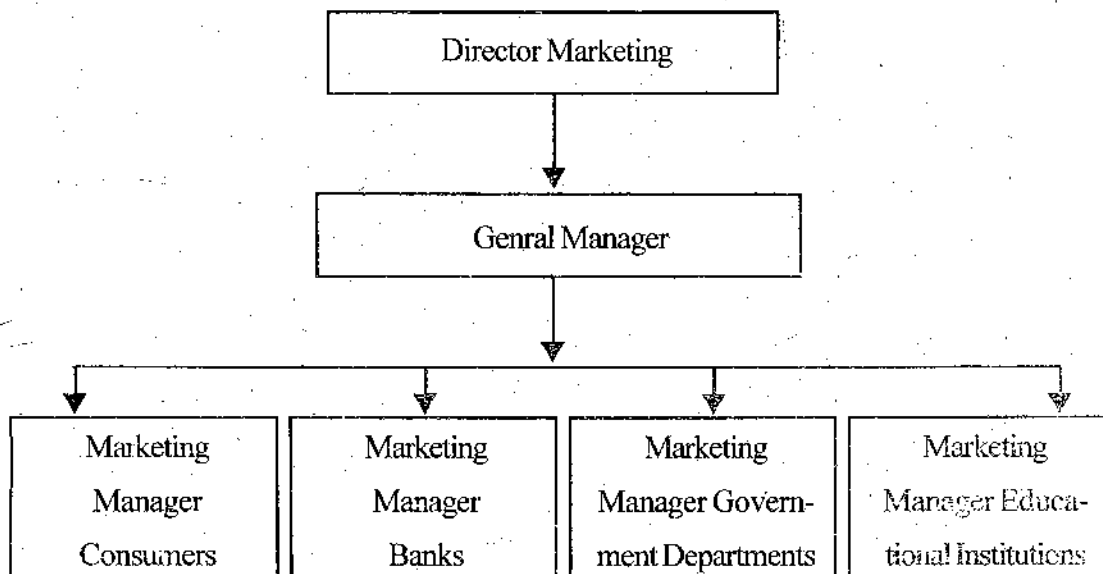 Director Marketing
Genral Manager
Marketing
Manager
Consumers
Marketing
Manager
Banks
Marketing
Manager Govern-
ment Departments
Marketing
Manager Educa-
tional Institutions